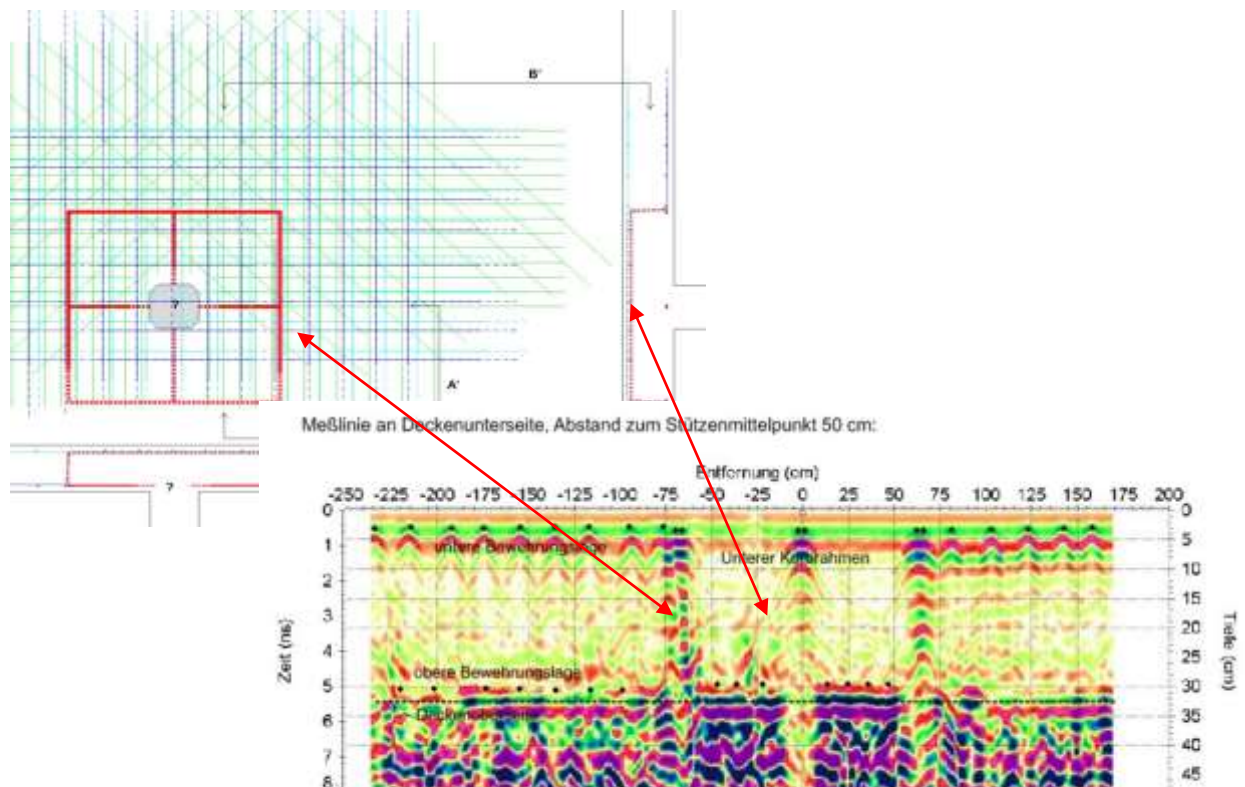 B'
?
A'
?
Meßlinie an Deckenunterseite, Abstand zum Stützenmittelpunkt 50 cm:
Entfernung (cm)
-250 -225 -200 -175 -150 -125 -100 -75 -50 -25 0 25 50 75 100 125 150 175 200
0 0
1 untere Bewehrungslage Unterer Korbrahmen 5
10
2 15
3 20
4 25
obere Bewehrungslage
5 30
6 35
7 40
8 45
Zeit (ns)
Tiefe (cm)